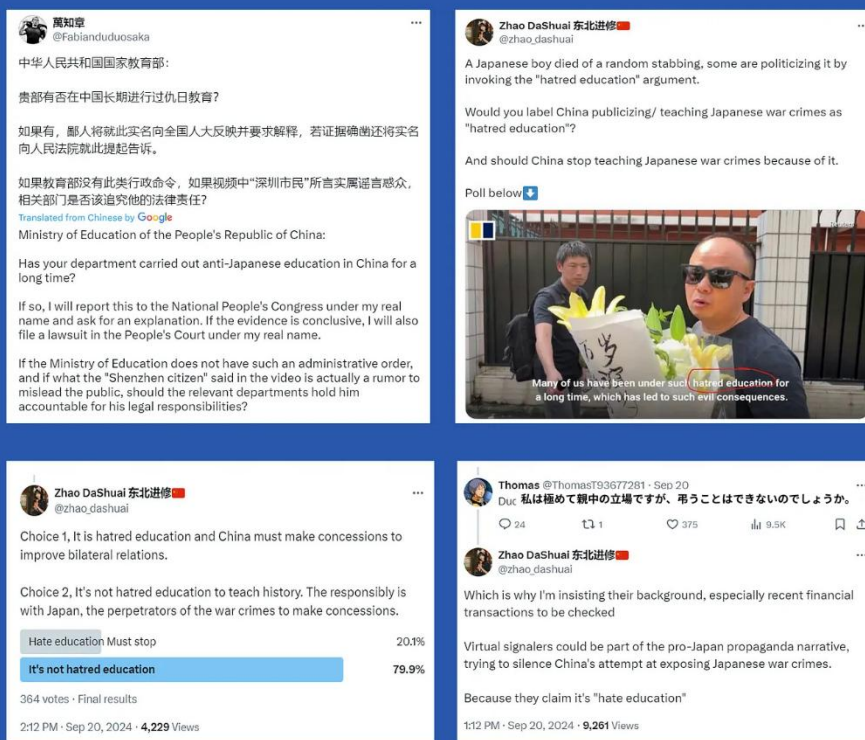 萬知章
@Fabianduduosaka
中华人民共和国国家教育部：
贵部有否在中国长期进行过仇日教育？
如果有，鄙人将就此实名向全国人大反映并要求解释，若证据确凿还将实名
向人民法院就此提起告诉。
如果教育部没有此类行政命令，如果视频中“深圳市民”所言实属谣言惑众，
相关部门是否该追究他的法律责任？
Translated from Chinese by Google
Ministry of Education of the People's Republic of China:
Has your department carried out anti-Japanese education in China for a
long time?
If so, I will report this to the National People's Congress under my real
name and ask for an explanation. If the evidence is conclusive, I will also
file a lawsuit in the People's Court under my real name.
If the Ministry of Education does not have such an administrative order,
and if what the "Shenzhen citizen" said in the video is actually a rumor to
mislead the public, should the relevant departments hold him
accountable for his legal responsibilities?
Zhao DaShuai 东北进修
@zhao_dashuai
A Japanese boy died of a random stabbing, some are politicizing it by
invoking the "hatred education" argument.
Would you label China publicizing/ teaching Japanese war crimes as
"hatred education"?
And should China stop teaching Japanese war crimes because of it.
Poll below
Many of us have been under such hatred education for
a long time, which has led to such evil consequences.
Zhao DaShuai 东北进修
@zhao_dashuai
Choice 1, It is hatred education and China must make concessions to
improve bilateral relations.
Choice 2, It's not hatred education to teach history. The responsibly is
with Japan, the perpetrators of the war crimes to make concessions.
Hate education Must stop 20.1%
It's not hatred education 79.9%
364 votes · Final results
2:12 PM · Sep 20, 2024 · 4,229 Views
Thomas @ThomasT93677281 · Sep 20
私は極めて親中の立場ですが、弔うことはできないのでしょうか。
24 1 375 9.5K
Zhao DaShuai 东北进修
@zhao_dashuai
Which is why I'm insisting their background, especially recent financial
transactions to be checked
Virtual signalers could be part of the pro-Japan propaganda narrative,
trying to silence China's attempt at exposing Japanese war crimes.
Because they claim it's "hate education"
1:12 PM · Sep 20, 2024 · 9,261 Views